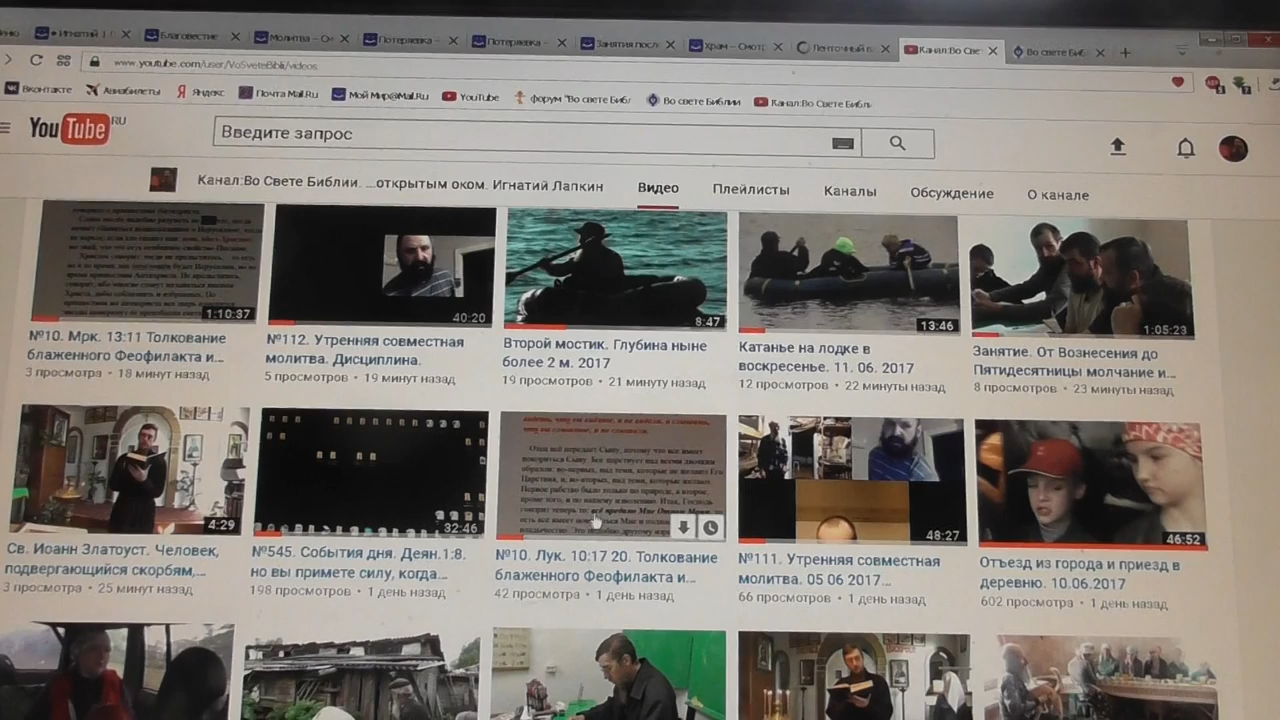 Игнатий 1
Благовестие
Молитва – См
Потеряевка –
Потеряевка –
Занятия посл
Храм – Смотр
Ленточный в
Канал:Во Све
Во свете Биб
www.youtube.com/user/VoSveteBiblii/videos
Вконтакте
Авиабилеты
Яндекс
Почта Mail.Ru
Мой Мир@Mail.Ru
YouTube
форум "Во свете Библ
Во свете Библии
Канал:Во Свете Библь
YouTube RU
Введите запрос
Канал:Во Свете Библии. ...открытым оком. Игнатий Лапкин
Видео
Плейлисты
Каналы
Обсуждение
О канале
1:10:37
40:20
8:47
13:46
1:05:23
№10. Мрк. 13:11 Толкование
блаженного Феофилакта и...
3 просмотра • 18 минут назад
№112. Утренняя совместная
молитва. Дисциплина.
5 просмотров • 19 минут назад
Второй мостик. Глубина ныне
более 2 м. 2017
19 просмотров • 21 минуту назад
Катанье на лодке в
воскресенье. 11. 06. 2017
12 просмотров • 22 минуты назад
Занятие. От Вознесения до
Пятидесятницы молчание и...
8 просмотров • 23 минуты назад
4:29
32:46
48:27
46:52
Св. Иоанн Златоуст. Человек,
подвергающийся скорбям,...
3 просмотра • 25 минут назад
№545. События дня. Деян.1:8.
но вы примете силу, когда...
198 просмотров • 1 день назад
№10. Лук. 10:17 20. Толкование
блаженного Феофилакта и...
42 просмотра • 1 день назад
№111. Утренняя совместная
молитва. 05 06 2017...
66 просмотров • 1 день назад
Отъезд из города и приезд в
деревню. 10.06.2017
602 просмотра • 1 день назад